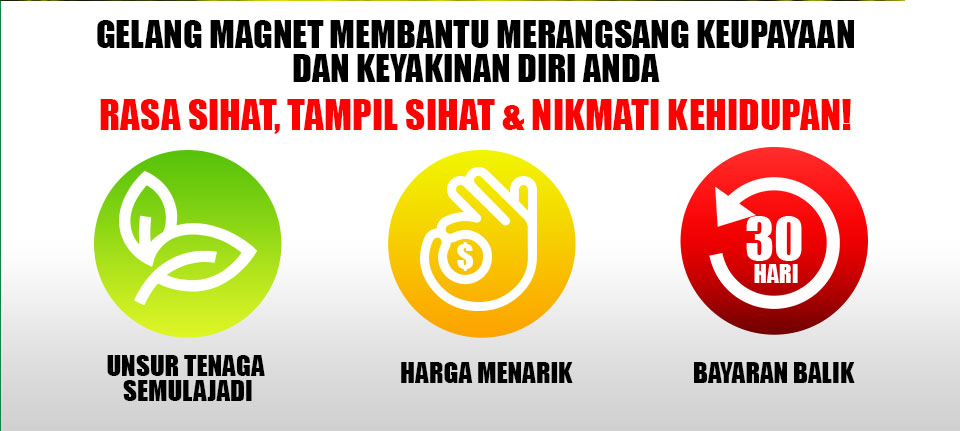 GELANG MAGNET MEMBANTU MERANGSANG KEUPAYAAN
DAN KEYAKINAN DIRI ANDA
RASA SIHAT, TAMPIL SIHAT & NIKMATI KEHIDUPAN!
$
30
HARI
UNSUR TENAGA
SEMULAJADI
HARGA MENARIK
BAYARAN BALIK